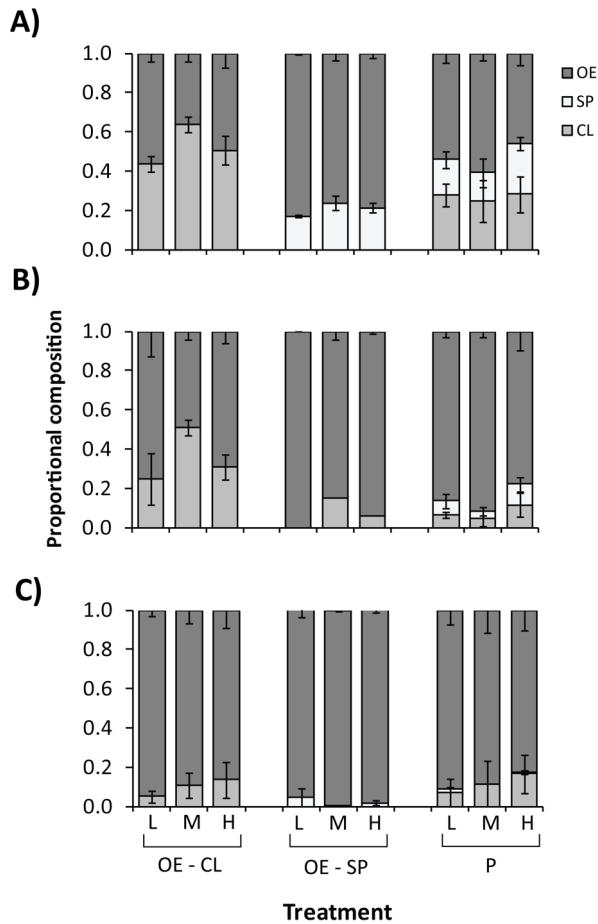 A)
1.0
0.8
0.6
0.4
0.2
0.0
OE
SP
CL
B)
Proportional composition
1.0
0.8
0.6
0.4
0.2
0.0
C)
1.0
0.8
0.6
0.4
0.2
0.0
L M H L M H L M H
OE - CL OE - SP P
Treatment